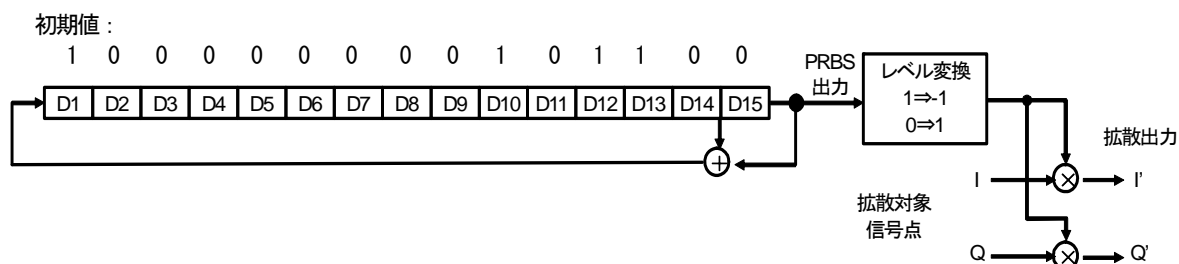 初期値：
1 0 0 0 0 0 0 0 0 1 0 1 1 0 0
D1 D2 D3 D4 D5 D6 D7 D8 D9 D10 D11 D12 D13 D14 D15
PRBS
出力
レベル変換
1⇒-1
0⇒1
拡散出力
I
I'
拡散対象
信号点
Q
Q'